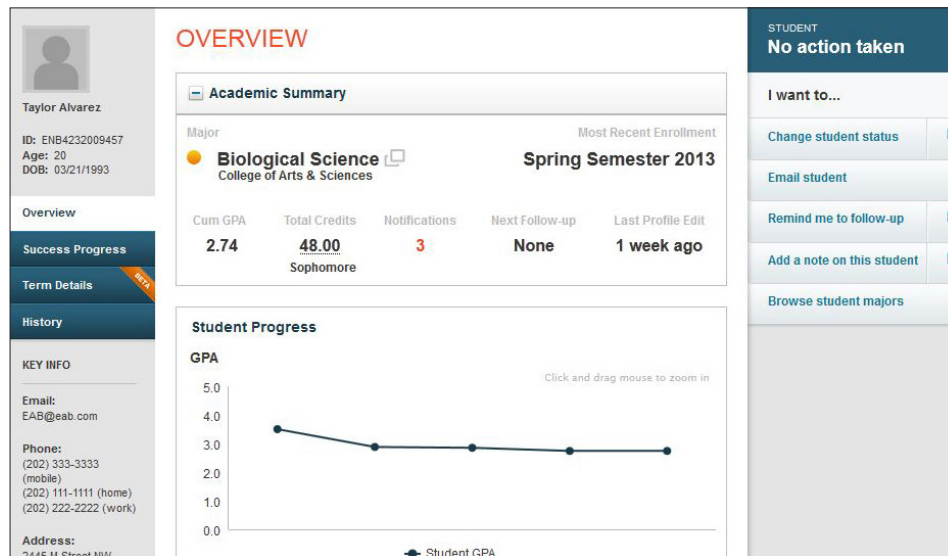 Taylor Alvarez
ID: ENB4232009457
Age: 20
DOB: 03/21/1993
Overview
Success Progress
Term Details
BETA
History
KEY INFO
Email:
EAB@eab.com
Phone:
(202) 333-3333
(mobile)
(202) 111-1111 (home)
(202) 222-2222 (work)
Address:
2445 M Street NW
OVERVIEW
Academic Summary
Major
Most Recent Enrollment
Biological Science
Spring Semester 2013
College of Arts & Sciences
Cum GPA Total Credits Notifications Next Follow-up Last Profile Edit
2.74 48.00 3 None 1 week ago
Sophomore
Student Progress
GPA
Click and drag mouse to zoom in
5.0
4.0
3.0
2.0
1.0
0.0
Student GPA
STUDENT
No action taken
I want to...
Change student status
Email student
Remind me to follow-up
Add a note on this student
Browse student majors